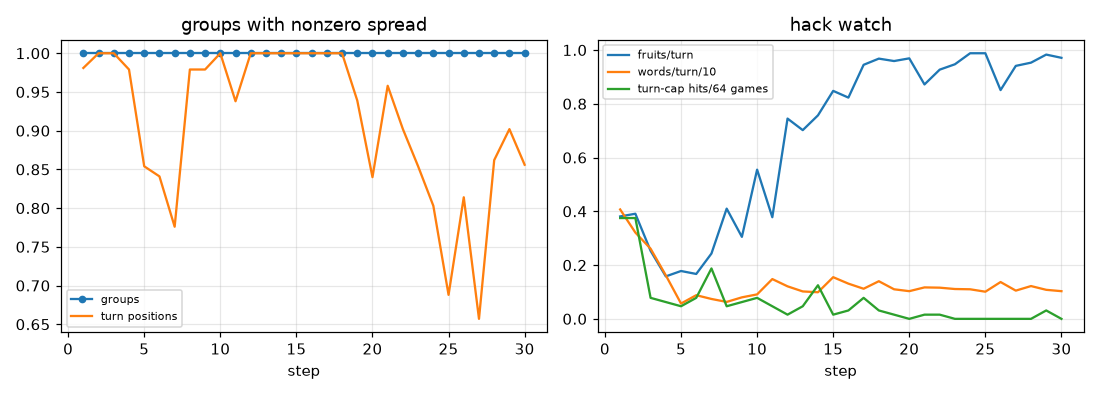 groups with nonzero spread
1.00
0.95
0.90
0.85
0.80
0.75
0.70
0.65
groups
turn positions
0 5 10 15 20 25 30
step
hack watch
1.0
0.8
0.6
0.4
0.2
0.0
fruits/turn
words/turn/10
turn-cap hits/64 games
0 5 10 15 20 25 30
step